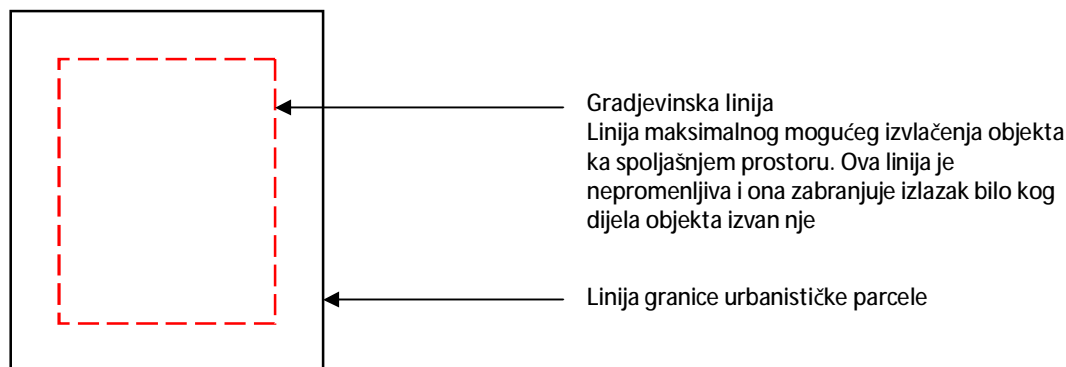 Gradjevinska linija
Linija maksimalnog mogućeg izvlačenja objekta
ka spoljašnjem prostoru. Ova linija je
nepromenljiva i ona zabranjuje izlazak bilo kog
dijela objekta izvan nje
Linija granice urbanističke parcele